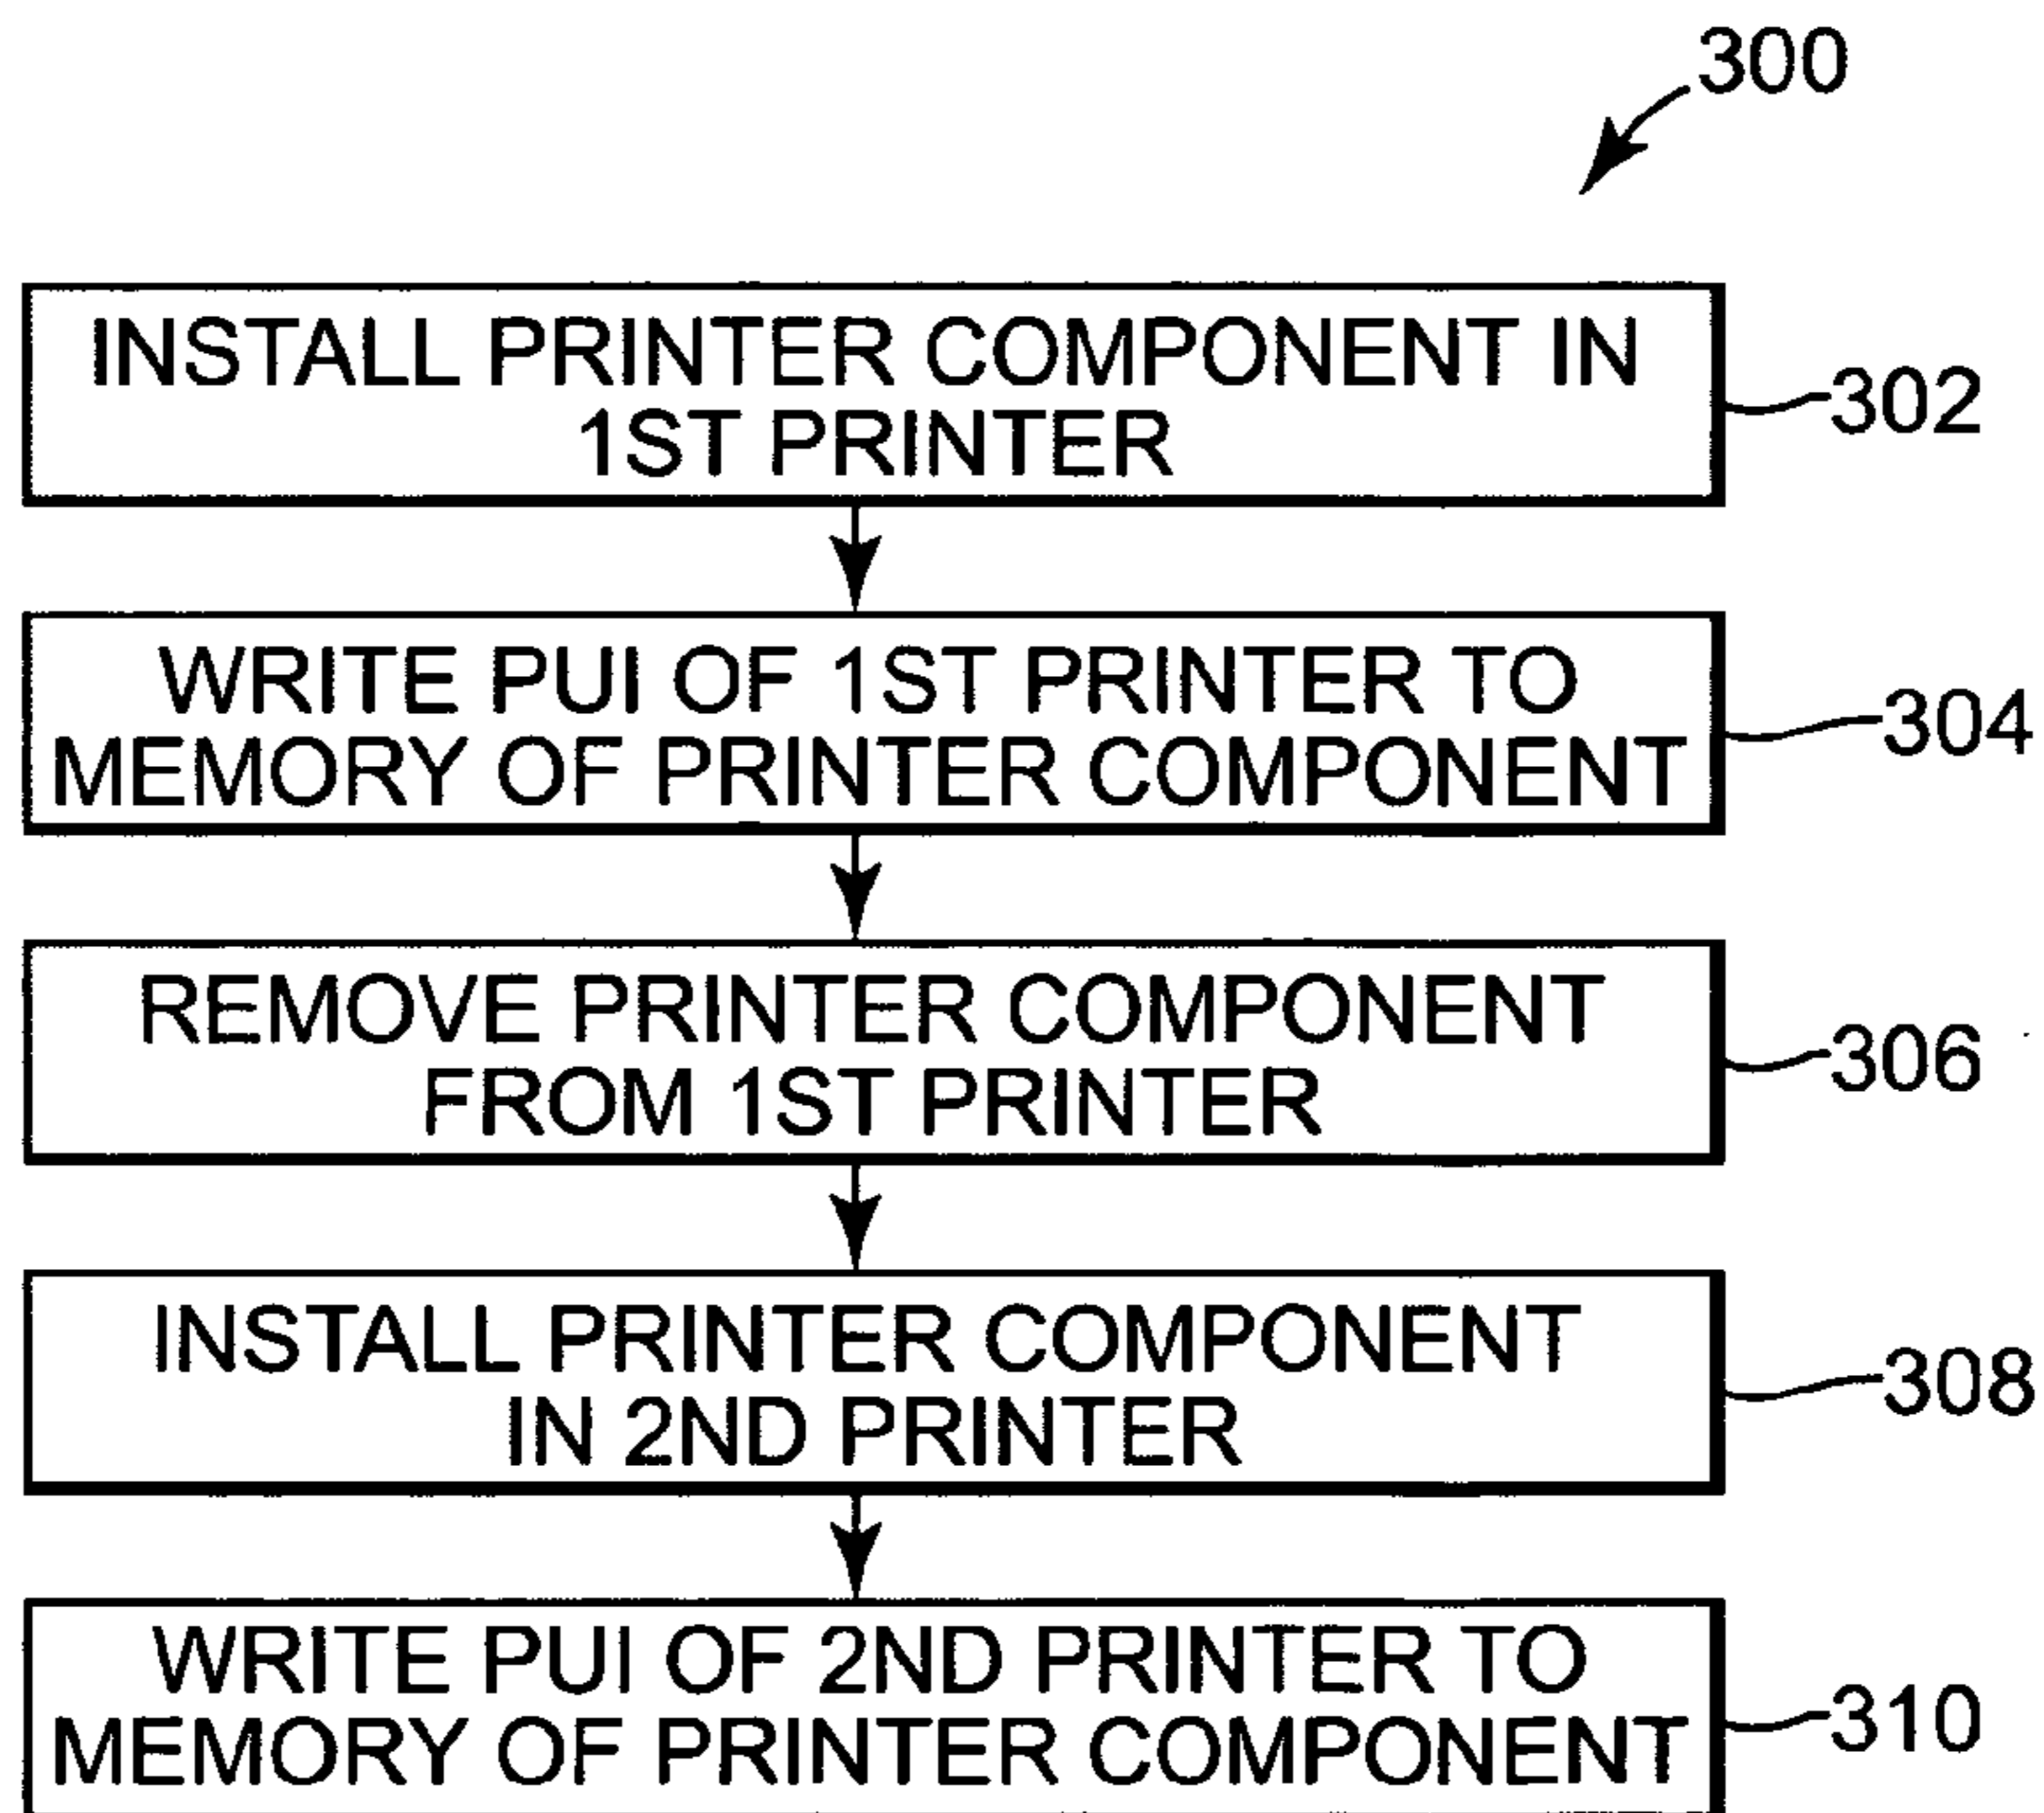 300
INSTALL PRINTER COMPONENT IN
1ST PRINTER
302
WRITE PUI OF 1ST PRINTER TO
MEMORY OF PRINTER COMPONENT
304
REMOVE PRINTER COMPONENT
FROM 1ST PRINTER
306
INSTALL PRINTER COMPONENT
IN 2ND PRINTER
308
WRITE PUI OF 2ND PRINTER TO
MEMORY OF PRINTER COMPONENT
310